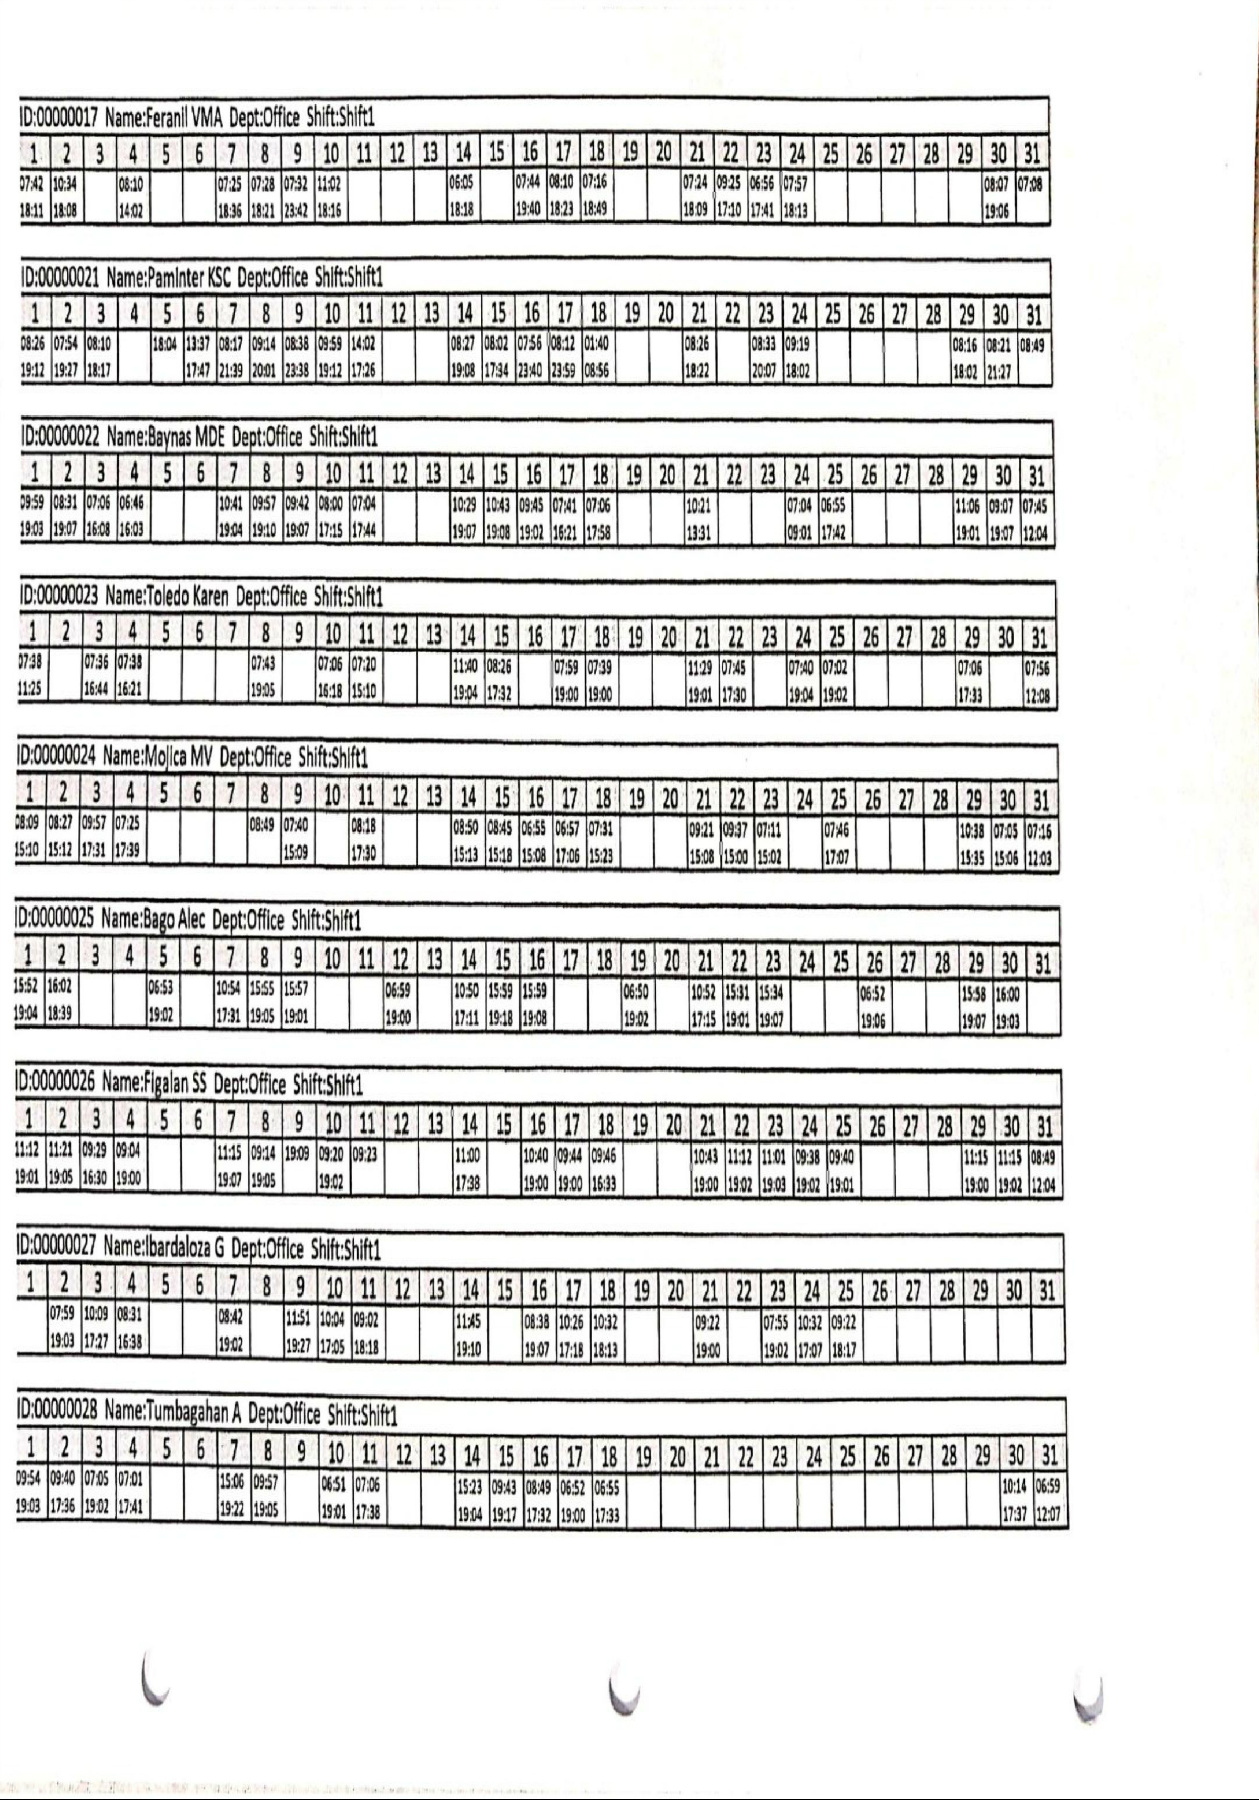 ID:00000017 Name:Feranil VMA Dept:Office Shift:Shift1
1 2 3 4 5 6 7 8 9 10 11 12 13 14 15 16 17 18 19 20 21 22 23 24 25 26 27 28 29 30 31
07:42 10:34 08:10 07:25 07:28 07:32 11:02 06:05 07:44 08:10 07:16 07:24 09:25 06:56 07:57 08:07 07:08
18:11 18:08 14:02 18:36 18:21 23:42 18:16 18:18 19:40 18:23 18:49 18:09 17:10 17:41 18:13 19:06
ID:00000021 Name:Paminter KSC Dept:Office Shift:Shift1
1 2 3 4 5 6 7 8 9 10 11 12 13 14 15 16 17 18 19 20 21 22 23 24 25 26 27 28 29 30 31
08:26 07:54 08:10 18:04 13:37 08:17 09:14 08:38 09:59 14:02 08:27 08:02 07:56 08:12 01:40 08:26 08:33 09:19 08:16 08:21 08:49
19:12 19:27 18:17 17:47 21:39 20:01 23:38 19:12 17:26 19:08 17:34 23:40 23:59 08:56 18:22 20:07 18:02 18:02 21:27
ID:00000022 Name:Baynas MDE Dept:Office Shift:Shift1
1 2 3 4 5 6 7 8 9 10 11 12 13 14 15 16 17 18 19 20 21 22 23 24 25 26 27 28 29 30 31
09:59 08:31 07:06 06:46 10:41 09:57 09:42 08:00 07:04 10:29 10:43 09:45 07:41 07:06 10:21 07:04 06:55 11:06 09:07 07:45
19:03 19:07 16:08 16:03 19:04 19:10 19:07 17:15 17:44 19:07 19:08 19:02 16:21 17:58 13:31 09:01 17:42 19:01 19:07 12:04
ID:00000023 Name:Toledo Karen Dept:Office Shift:Shift1
1 2 3 4 5 6 7 8 9 10 11 12 13 14 15 16 17 18 19 20 21 22 23 24 25 26 27 28 29 30 31
07:38 07:36 07:38 07:43 07:06 07:20 11:40 08:26 07:59 07:39 11:29 07:45 07:40 07:02 07:06 07:56
11:25 16:44 16:21 19:05 16:18 15:10 19:04 17:32 19:00 19:00 19:01 17:30 19:04 19:02 17:33 12:08
ID:00000024 Name:Mojica MV Dept:Office Shift:Shift1
1 2 3 4 5 6 7 8 9 10 11 12 13 14 15 16 17 18 19 20 21 22 23 24 25 26 27 28 29 30 31
08:09 08:27 09:57 07:25 08:49 07:40 08:18 08:50 08:45 06:55 06:57 07:31 09:21 09:37 07:11 07:46 10:38 07:05 07:16
15:10 15:12 17:31 17:39 15:09 17:30 15:13 15:18 15:08 17:06 15:23 15:08 15:00 15:02 17:07 15:35 15:06 12:03
ID:00000025 Name:Bago Alec Dept:Office Shift:Shift1
1 2 3 4 5 6 7 8 9 10 11 12 13 14 15 16 17 18 19 20 21 22 23 24 25 26 27 28 29 30 31
15:52 16:02 06:53 10:54 15:55 15:57 06:59 10:50 15:59 15:59 06:50 10:52 15:31 15:34 06:52 15:58 16:00
19:04 18:39 19:02 17:31 19:05 19:01 19:00 17:11 19:18 19:08 19:02 17:15 19:01 19:07 19:06 19:07 19:03
ID:00000026 Name:Figalan SS Dept:Office Shift:Shift1
1 2 3 4 5 6 7 8 9 10 11 12 13 14 15 16 17 18 19 20 21 22 23 24 25 26 27 28 29 30 31
11:12 11:21 09:29 09:04 11:15 09:14 19:09 09:20 09:23 11:00 10:40 09:44 09:46 10:43 11:12 11:01 09:38 09:40 11:15 11:15 08:49
19:01 19:05 16:30 19:00 19:07 19:05 19:02 17:38 19:00 19:00 16:33 19:00 19:02 19:03 19:02 19:01 19:00 19:02 12:04
ID:00000027 Name:Ibardaloza G Dept:Office Shift:Shift1
1 2 3 4 5 6 7 8 9 10 11 12 13 14 15 16 17 18 19 20 21 22 23 24 25 26 27 28 29 30 31
07:59 10:09 08:31 08:42 11:51 10:04 09:02 11:45 08:38 10:26 10:32 09:22 07:55 10:32 09:22
19:03 17:27 16:38 19:02 19:27 17:05 18:18 19:10 19:07 17:18 18:13 19:00 19:02 17:07 18:17
ID:00000028 Name:Tumbagahan A Dept:Office Shift:Shift1
1 2 3 4 5 6 7 8 9 10 11 12 13 14 15 16 17 18 19 20 21 22 23 24 25 26 27 28 29 30 31
09:54 09:40 07:05 07:01 15:06 09:57 06:51 07:06 15:23 09:43 08:49 06:52 06:55 10:14 06:59
19:03 17:36 19:02 17:41 19:22 19:05 19:01 17:38 19:04 19:17 17:32 19:00 17:33 17:37 12:07